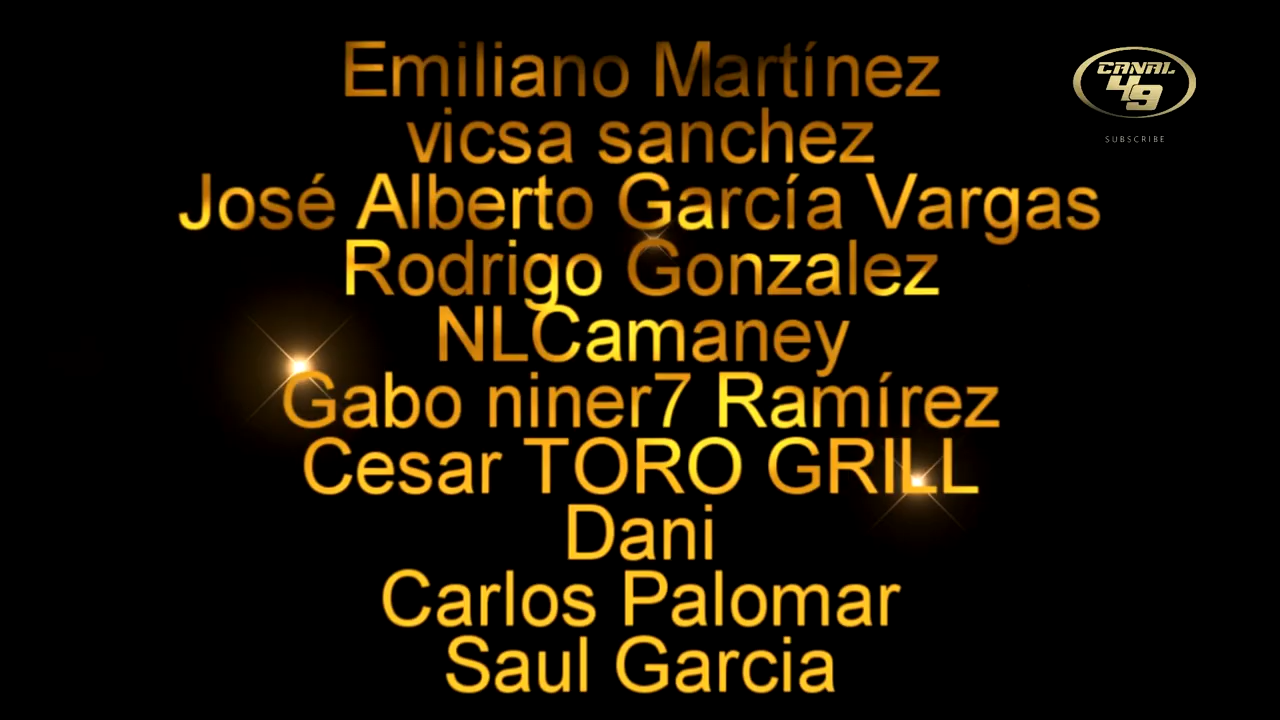 Emiliano Martínez
vicsa sanchez
José Alberto García Vargas
Rodrigo Gonzalez
NLCamaney
Gabo niner7 Ramírez
Cesar TORO GRILL
Dani
Carlos Palomar
Saul Garcia
CANAL
49
SUBSCRIBE